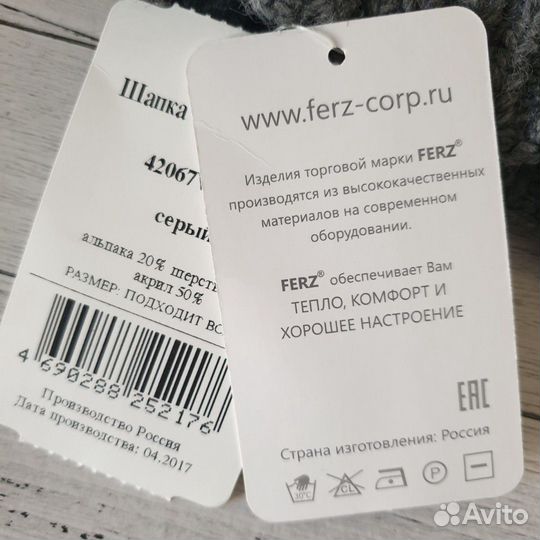 Шапка
42067
серый
альпака 20% шерсть
акрил 50%
РАЗМЕР: ПОДХОДИТ ВС
4 690288 252176
Производство Россия
Дата производства: 04.2017
www.ferz-corp.ru
Изделия торговой марки FERZ®
производятся из высококачественных
материалов на современном
оборудовании.
FERZ® обеспечивает Вам
ТЕПЛО, КОМФОРТ И
ХОРОШЕЕ НАСТРОЕНИЕ
EAC
Страна изготовления: Россия
30°C
CL
P
Avito